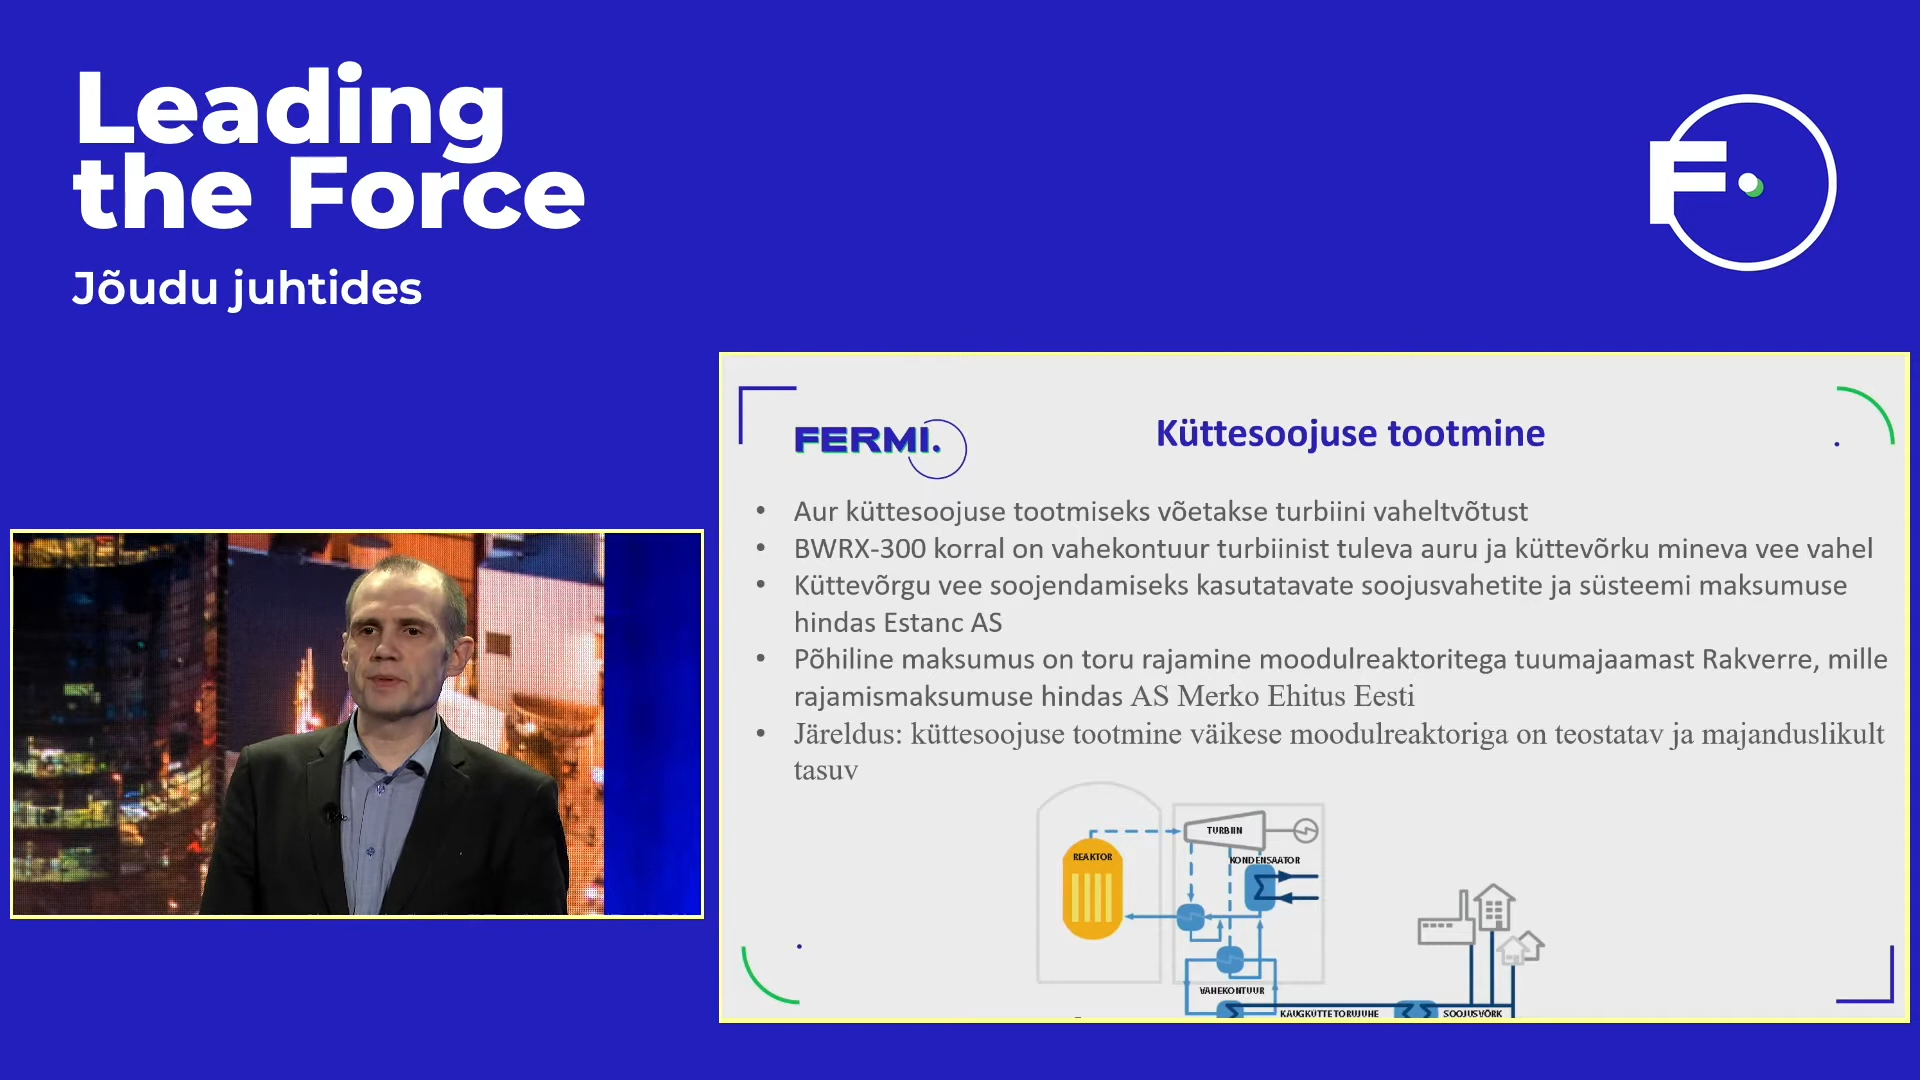 Leading
the Force
Jõudu juhtides
F
FERMI.
Küttesoojuse tootmine
• Aur küttesoojuse tootmiseks võetakse turbiini vaheltvõtust
• BWRX-300 korral on vahekontuur turbiinist tuleva auru ja küttevõrku mineva vee vahel
• Küttevõrgu vee soojendamiseks kasutatavate soojusvahetite ja süsteemi maksumuse
hindas Estanc AS
• Põhiline maksumus on toru rajamine moodulreaktoritega tuumajaamast Rakverre, mille
rajamismaksumuse hindas AS Merko Ehitus Eesti
• Järeldus: küttesoojuse tootmine väikese moodulreaktoriga on teostatav ja majanduslikult
tasuv
TURBIIN
REAKTOR
KONDENSAATOR
VAHEKONTUUR
KAUGKÜTTETORUJUHE
SOOJUSVÕRK